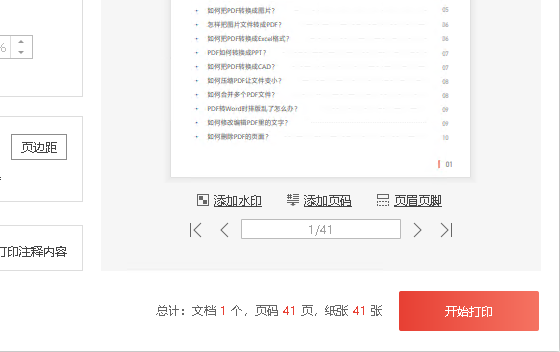 如何把PDF转换成图片? 05
怎样把图片文件转成PDF? 06
如何把PDF转换成Excel格式? 06
PDF如何转换成PPT? 07
如何把PDF转换成CAD? 07
如何压缩PDF让文件变小? 08
如何合并多个PDF文件? 08
PDF转Word时排版乱了怎么办? 09
如何修改编辑PDF里的文字? 09
如何删除PDF的页面? 10
01
%
页边距
添加水印 添加页码 页眉页脚
1/41
打印注释内容
总计：文档 1 个，页码 41 页，纸张 41 张
开始打印